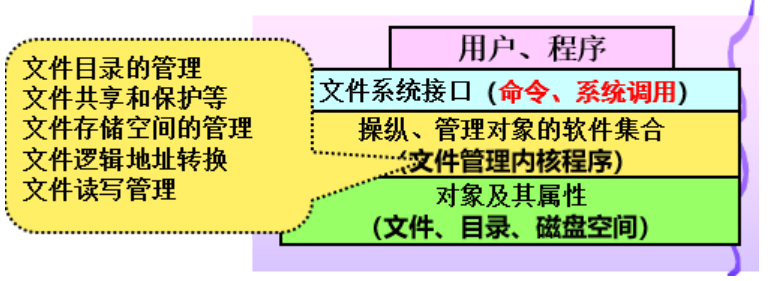 文件目录的管理
文件共享和保护等
文件存储空间的管理
文件逻辑地址转换
文件读写管理
用户、程序
文件系统接口(命令、系统调用)
操纵、管理对象的软件集合
(文件管理内核程序)
对象及其属性
(文件、目录、磁盘空间)